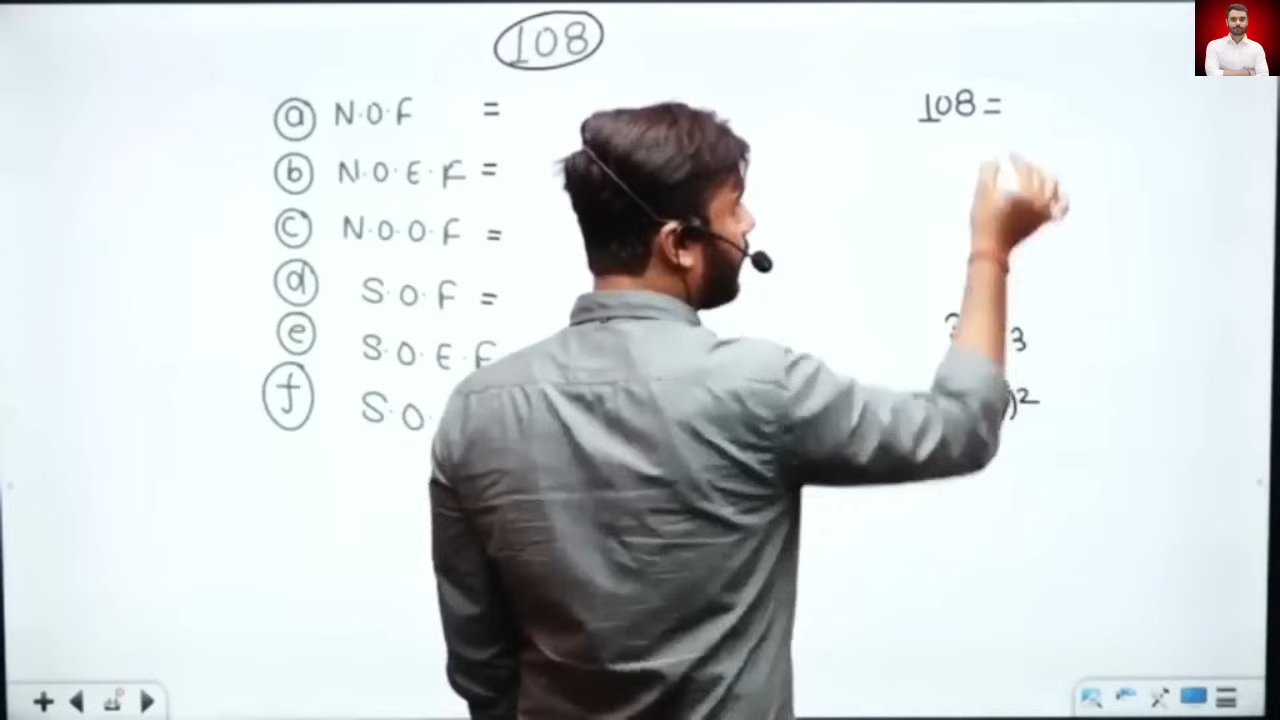 108
a N.O.F =
b N.O.E.F =
c N.O.O.F =
d S.O.F =
e S.O.E.F
f S.O.
108 =
3
)2